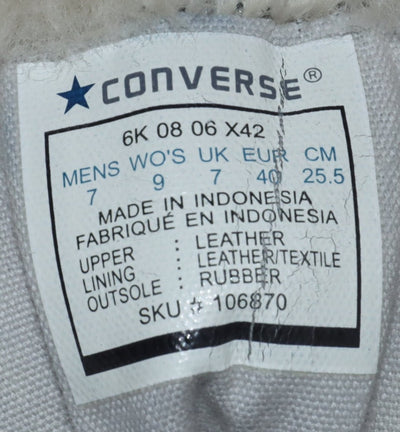 CONVERSE®
6K 08 06 X42
MENS WO'S UK EUR CM
7 9 7 40 25.5
MADE IN INDONESIA
FABRIQUÉ EN INDONESIA
UPPER : LEATHER
LINING : LEATHER/TEXTILE
OUTSOLE : RUBBER
SKU # 106870